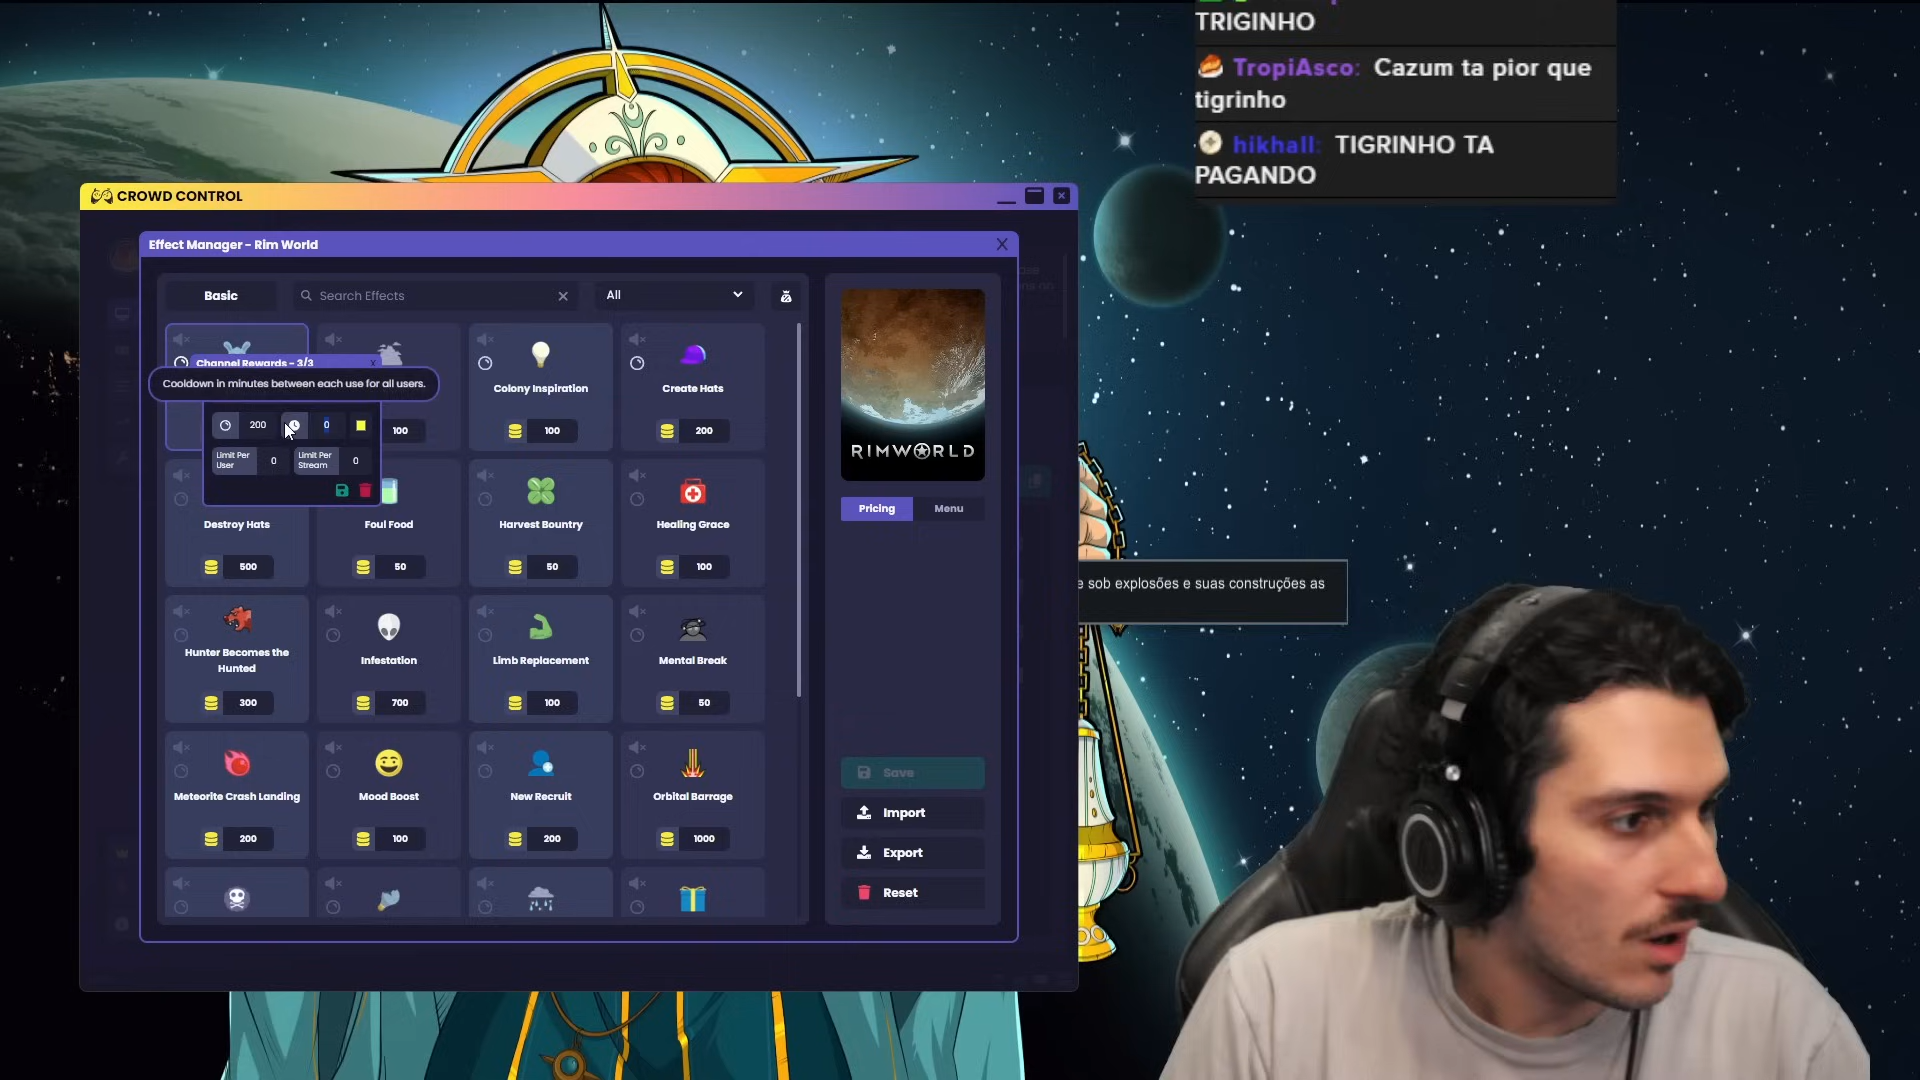 TRIGINHO
TropiAsco: Cazum ta pior que
tigrinho
hikhall: TIGRINHO TA
PAGANDO
CROWD CONTROL
Effect Manager - Rim World
X
Basic
Search Effects
All
Channel Rewards - 3/3
x
Cooldown in minutes between each use for all users.
200
0
Limit Per
User
0
Limit Per
Stream
0
100
Colony Inspiration
100
Create Hats
200
Destroy Hats
500
Foul Food
50
Harvest Bountry
50
Healing Grace
100
Hunter Becomes the
Hunted
300
Infestation
700
Limb Replacement
100
Mental Break
50
Meteorite Crash Landing
200
Mood Boost
100
New Recruit
200
Orbital Barrage
1000
RIMWORLD
Pricing
Menu
Save
Import
Export
Reset
e sob explosões e suas construções as